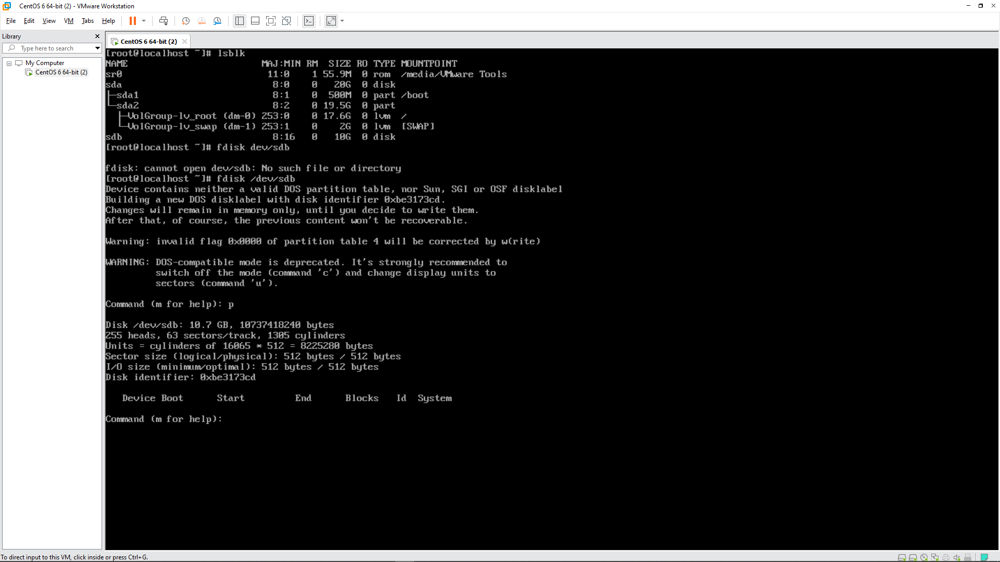 CentOS 6 64-bit (2) - VMware Workstation
File Edit View VM Tabs Help
Library
CentOS 6 64-bit (2)
Type here to search
My Computer
CentOS 6 64-bit (2)
[root@localhost ~]# lsblk
NAME                        MAJ:MIN RM  SIZE RO TYPE MOUNTPOINT
sr0                          11:0    1 55.9M  0 rom  /media/VMware Tools
sda                           8:0    0   20G  0 disk
├─sda1                        8:1    0  500M  0 part /boot
└─sda2                        8:2    0 19.5G  0 part
  ├─VolGroup-lv_root (dm-0) 253:0    0 17.6G  0 lvm  /
  └─VolGroup-lv_swap (dm-1) 253:1    0    2G  0 lvm  [SWAP]
sdb                           8:16   0   10G  0 disk
[root@localhost ~]# fdisk dev/sdb
fdisk: cannot open dev/sdb: No such file or directory
[root@localhost ~]# fdisk /dev/sdb
Device contains neither a valid DOS partition table, nor Sun, SGI or OSF disklabel
Building a new DOS disklabel with disk identifier 0xbe3173cd.
Changes will remain in memory only, until you decide to write them.
After that, of course, the previous content won't be recoverable.
Warning: invalid flag 0x0000 of partition table 4 will be corrected by w(rite)
WARNING: DOS-compatible mode is deprecated. It's strongly recommended to
         switch off the mode (command 'c') and change display units to
         sectors (command 'u').
Command (m for help): p
Disk /dev/sdb: 10.7 GB, 10737418240 bytes
255 heads, 63 sectors/track, 1305 cylinders
Units = cylinders of 16065 * 512 = 8225280 bytes
Sector size (logical/physical): 512 bytes / 512 bytes
I/O size (minimum/optimal): 512 bytes / 512 bytes
Disk identifier: 0xbe3173cd
   Device Boot      Start         End      Blocks   Id  System
Command (m for help):
To direct input to this VM, click inside or press Ctrl+G.